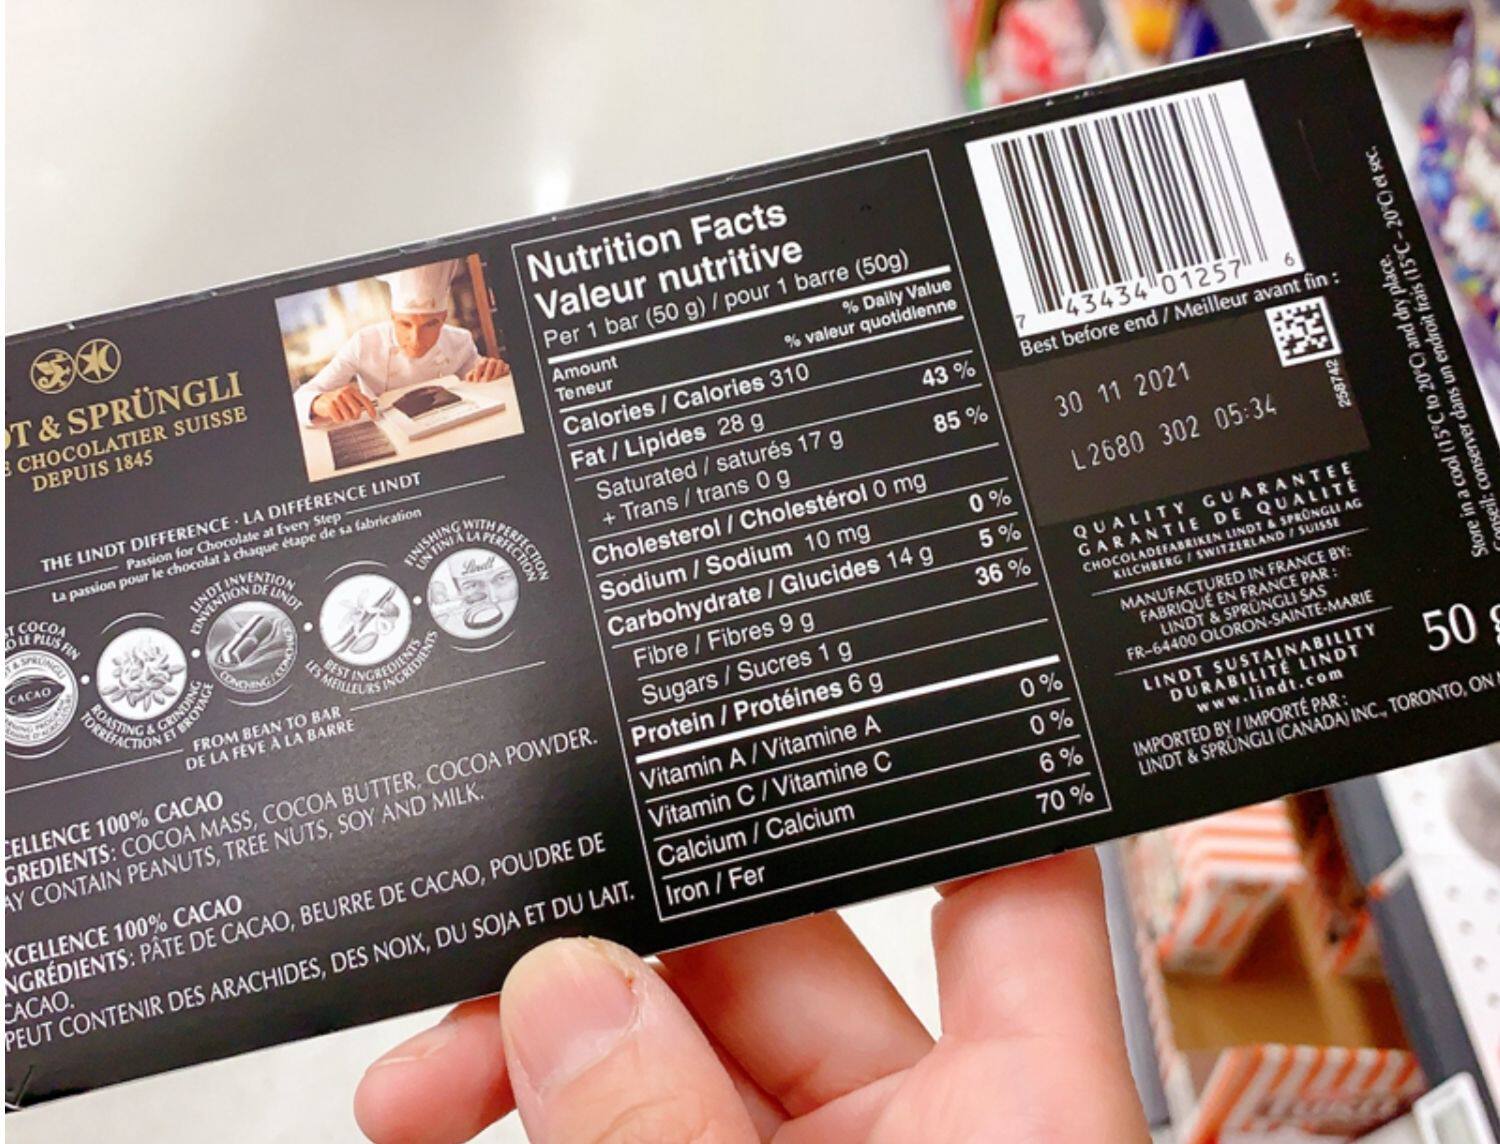 & SPRÜNGLI
CHOCOLATIER SUISSE
DEPUIS 1845
THE LINDT DIFFERENCE · LA DIFFÉRENCE LINDT
Passion for Chocolate at Every Step
La passion pour le chocolat à chaque étape de sa fabrication
COCOA
LE PLUS FIN
CACAO
ROASTING & GRINDING
TORRÉFACTION ET BROYAGE
LINDT INVENTION
L'INVENTION DE LINDT
CONCHING / CONCHAGE
BEST INGREDIENTS
LES MEILLEURS INGRÉDIENTS
FINISHING WITH PERFECTION
UN FINI À LA PERFECTION
Lindt
FROM BEAN TO BAR
DE LA FÈVE À LA BARRE
CELLENCE 100% CACAO
GREDIENTS: COCOA MASS, COCOA BUTTER, COCOA POWDER.
AY CONTAIN PEANUTS, TREE NUTS, SOY AND MILK.
XCELLENCE 100% CACAO
NGRÉDIENTS: PÂTE DE CACAO, BEURRE DE CACAO, POUDRE DE
CACAO.
PEUT CONTENIR DES ARACHIDES, DES NOIX, DU SOJA ET DU LAIT.
Nutrition Facts
Valeur nutritive
Per 1 bar (50 g) / pour 1 barre (50g)
Amount % Daily Value
Teneur % valeur quotidienne
Calories / Calories 310
Fat / Lipides 28 g 43 %
Saturated / saturés 17 g 85 %
+ Trans / trans 0 g
Cholesterol / Cholestérol 0 mg
Sodium / Sodium 10 mg 0 %
Carbohydrate / Glucides 14 g 5 %
Fibre / Fibres 9 g 36 %
Sugars / Sucres 1 g
Protein / Protéines 6 g
Vitamin A / Vitamine A 0 %
Vitamin C / Vitamine C 0 %
Calcium / Calcium 6 %
Iron / Fer 70 %
7 43434 01257 6
Best before end / Meilleur avant fin :
30 11 2021
L2680 302 05:34
258742
QUALITY GUARANTEE
GARANTIE DE QUALITÉ
CHOCOLADEFABRIKEN LINDT & SPRÜNGLI AG
KILCHBERG / SWITZERLAND / SUISSE
MANUFACTURED IN FRANCE BY:
FABRIQUÉ EN FRANCE PAR :
LINDT & SPRÜNGLI SAS
FR-64400 OLORON-SAINTE-MARIE
LINDT SUSTAINABILITY
DURABILITÉ LINDT
www.lindt.com
IMPORTED BY / IMPORTÉ PAR :
LINDT & SPRÜNGLI (CANADA) INC., TORONTO, ON
50 g
Store in a cool (15°C to 20°C) and dry place.
Conseil: conserver dans un endroit frais (15°C - 20°C) et sec.